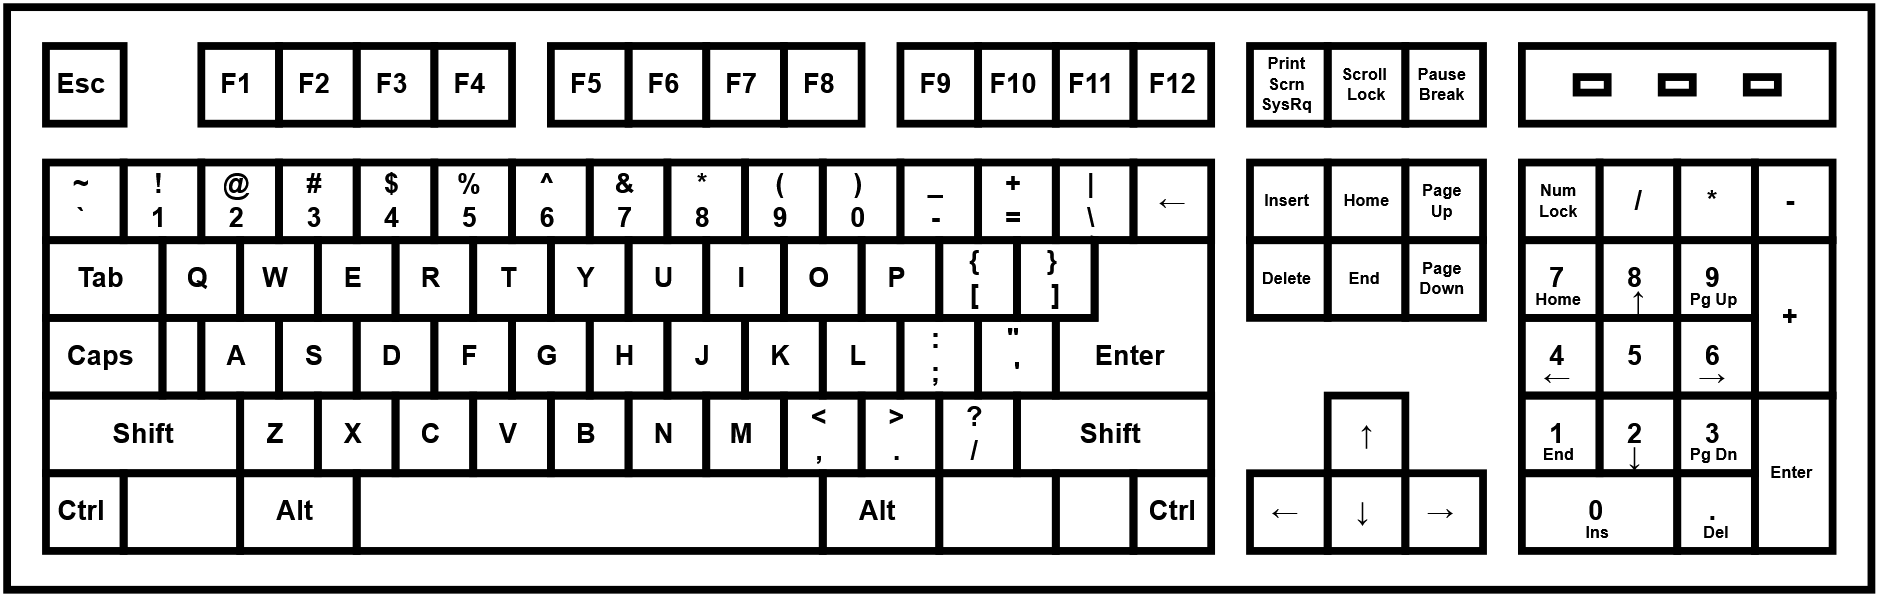 Esc F1 F2 F3 F4 F5 F6 F7 F8 F9 F10 F11 F12 Print Scrn SysRq Scroll Lock Pause Break
~ ! @ # $ % ^ & * ( ) _ + |
` 1 2 3 4 5 6 7 8 9 0 - = \ ←
Insert Home Page Up Num Lock / * -
Tab Q W E R T Y U I O P { [ } ]
Delete End Page Down 7 Home 8 ↑ 9 Pg Up +
Caps A S D F G H J K L : ; " ' Enter
4 ← 5 6 →
Shift Z X C V B N M < , > . ? / Shift
↑ 1 End 2 ↓ 3 Pg Dn Enter
Ctrl Alt Alt Ctrl
← ↓ → 0 Ins . Del